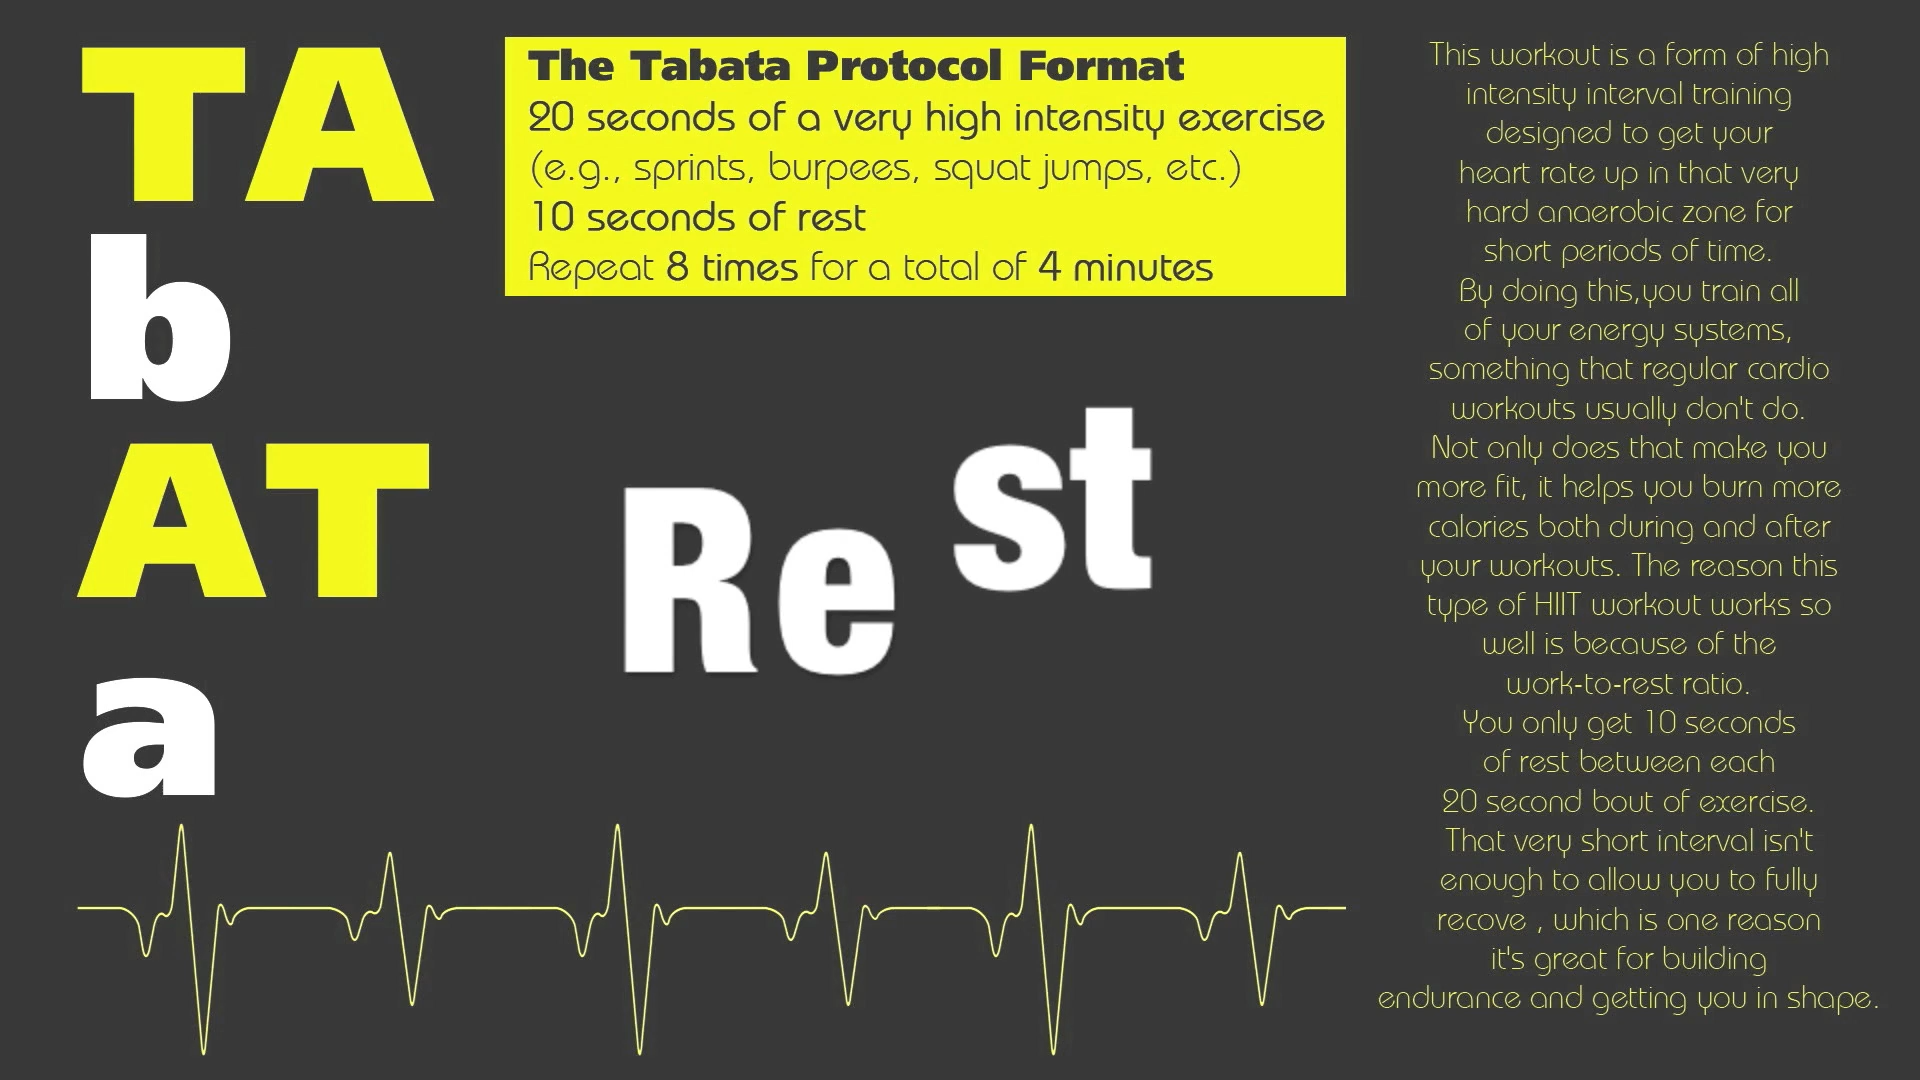 TA
b
AT
a
The Tabata Protocol Format
20 seconds of a very high intensity exercise
(e.g., sprints, burpees, squat jumps, etc.)
10 seconds of rest
Repeat 8 times for a total of 4 minutes
Rest
This workout is a form of high
intensity interval training
designed to get your
heart rate up in that very
hard anaerobic zone for
short periods of time.
By doing this,you train all
of your energy systems,
something that regular cardio
workouts usually don't do.
Not only does that make you
more fit, it helps you burn more
calories both during and after
your workouts. The reason this
type of HIIT workout works so
well is because of the
work-to-rest ratio.
You only get 10 seconds
of rest between each
20 second bout of exercise.
That very short interval isn't
enough to allow you to fully
recove , which is one reason
it's great for building
endurance and getting you in shape.